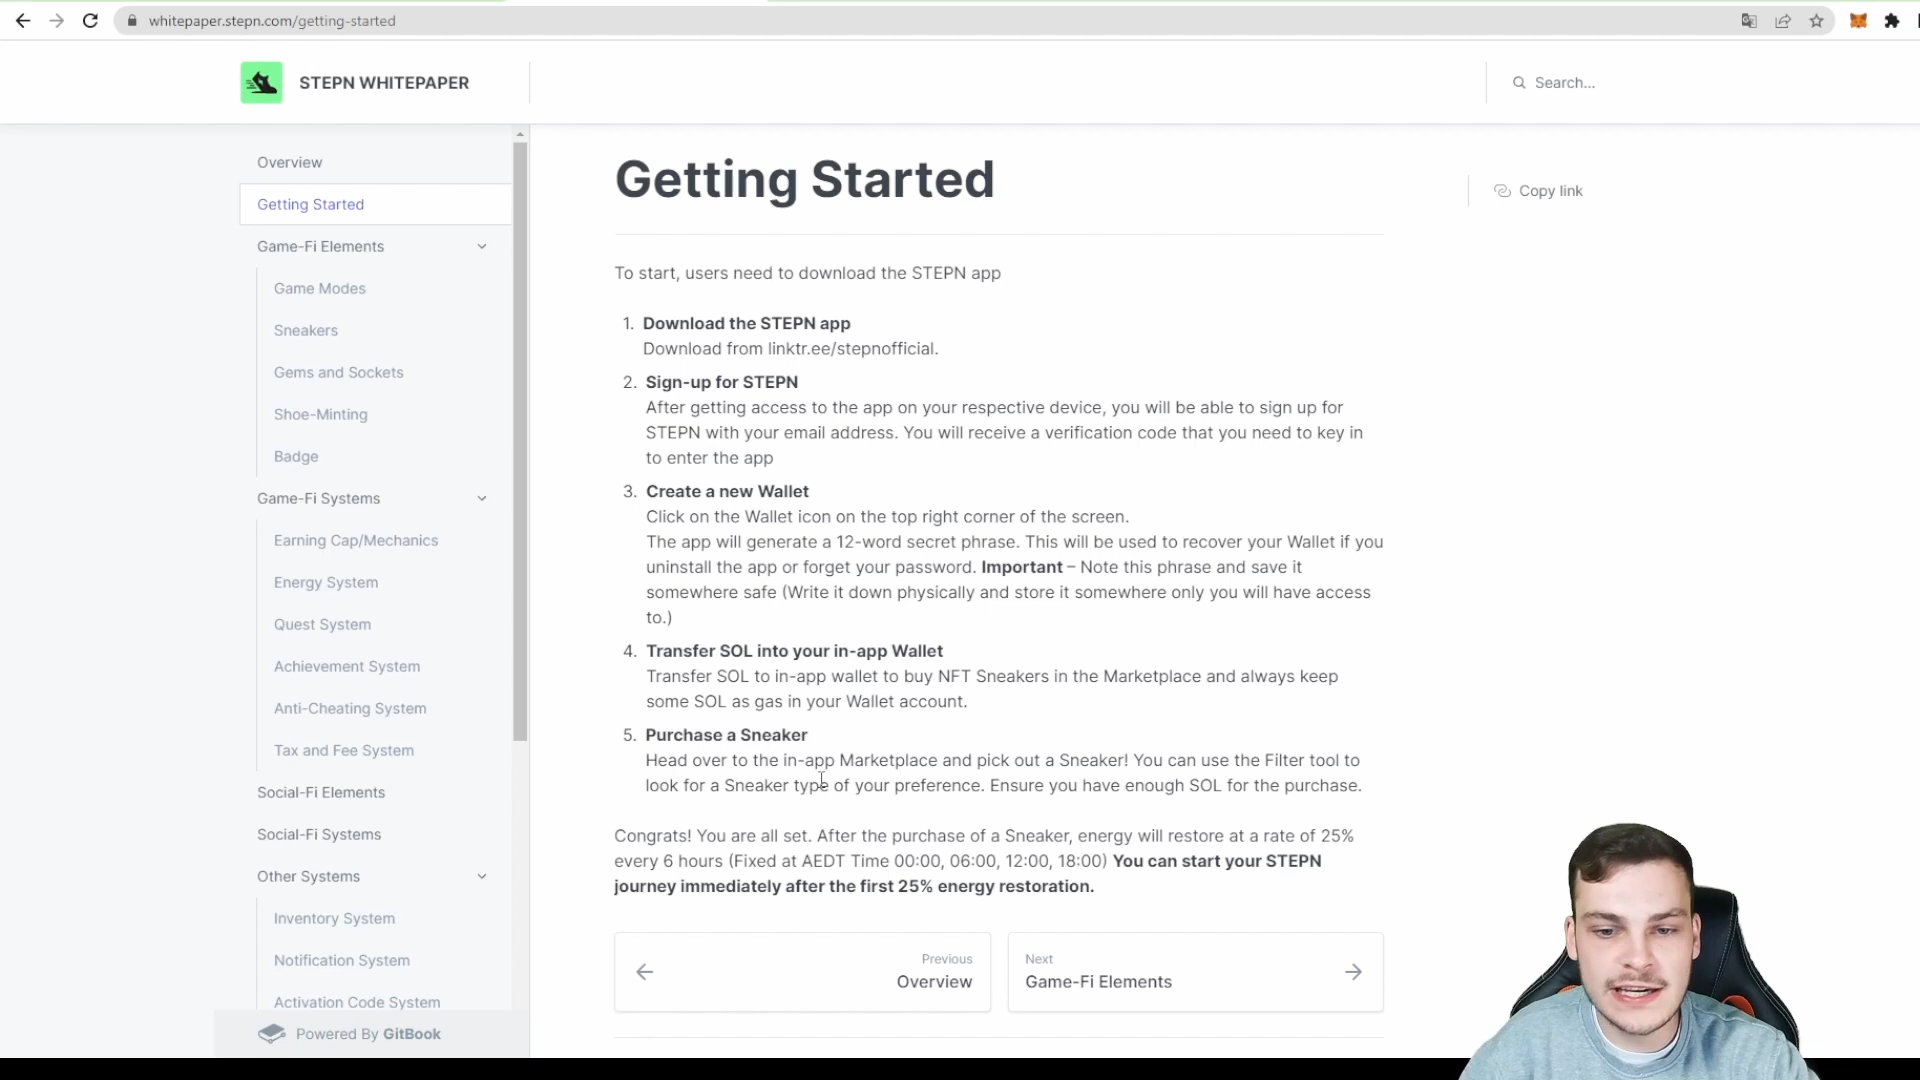 whitepaper.stepn.com/getting-started
STEPN WHITEPAPER
Search...
Overview
Getting Started
Game-Fi Elements
Game Modes
Sneakers
Gems and Sockets
Shoe-Minting
Badge
Game-Fi Systems
Earning Cap/Mechanics
Energy System
Quest System
Achievement System
Anti-Cheating System
Tax and Fee System
Social-Fi Elements
Social-Fi Systems
Other Systems
Inventory System
Notification System
Activation Code System
Powered By GitBook
Getting Started
Copy link
To start, users need to download the STEPN app
1. Download the STEPN app
Download from linktr.ee/stepnofficial.
2. Sign-up for STEPN
After getting access to the app on your respective device, you will be able to sign up for
STEPN with your email address. You will receive a verification code that you need to key in
to enter the app
3. Create a new Wallet
Click on the Wallet icon on the top right corner of the screen.
The app will generate a 12-word secret phrase. This will be used to recover your Wallet if you
uninstall the app or forget your password. Important – Note this phrase and save it
somewhere safe (Write it down physically and store it somewhere only you will have access
to.)
4. Transfer SOL into your in-app Wallet
Transfer SOL to in-app wallet to buy NFT Sneakers in the Marketplace and always keep
some SOL as gas in your Wallet account.
5. Purchase a Sneaker
Head over to the in-app Marketplace and pick out a Sneaker! You can use the Filter tool to
look for a Sneaker type of your preference. Ensure you have enough SOL for the purchase.
Congrats! You are all set. After the purchase of a Sneaker, energy will restore at a rate of 25%
every 6 hours (Fixed at AEDT Time 00:00, 06:00, 12:00, 18:00) You can start your STEPN
journey immediately after the first 25% energy restoration.
Previous
Overview
Next
Game-Fi Elements